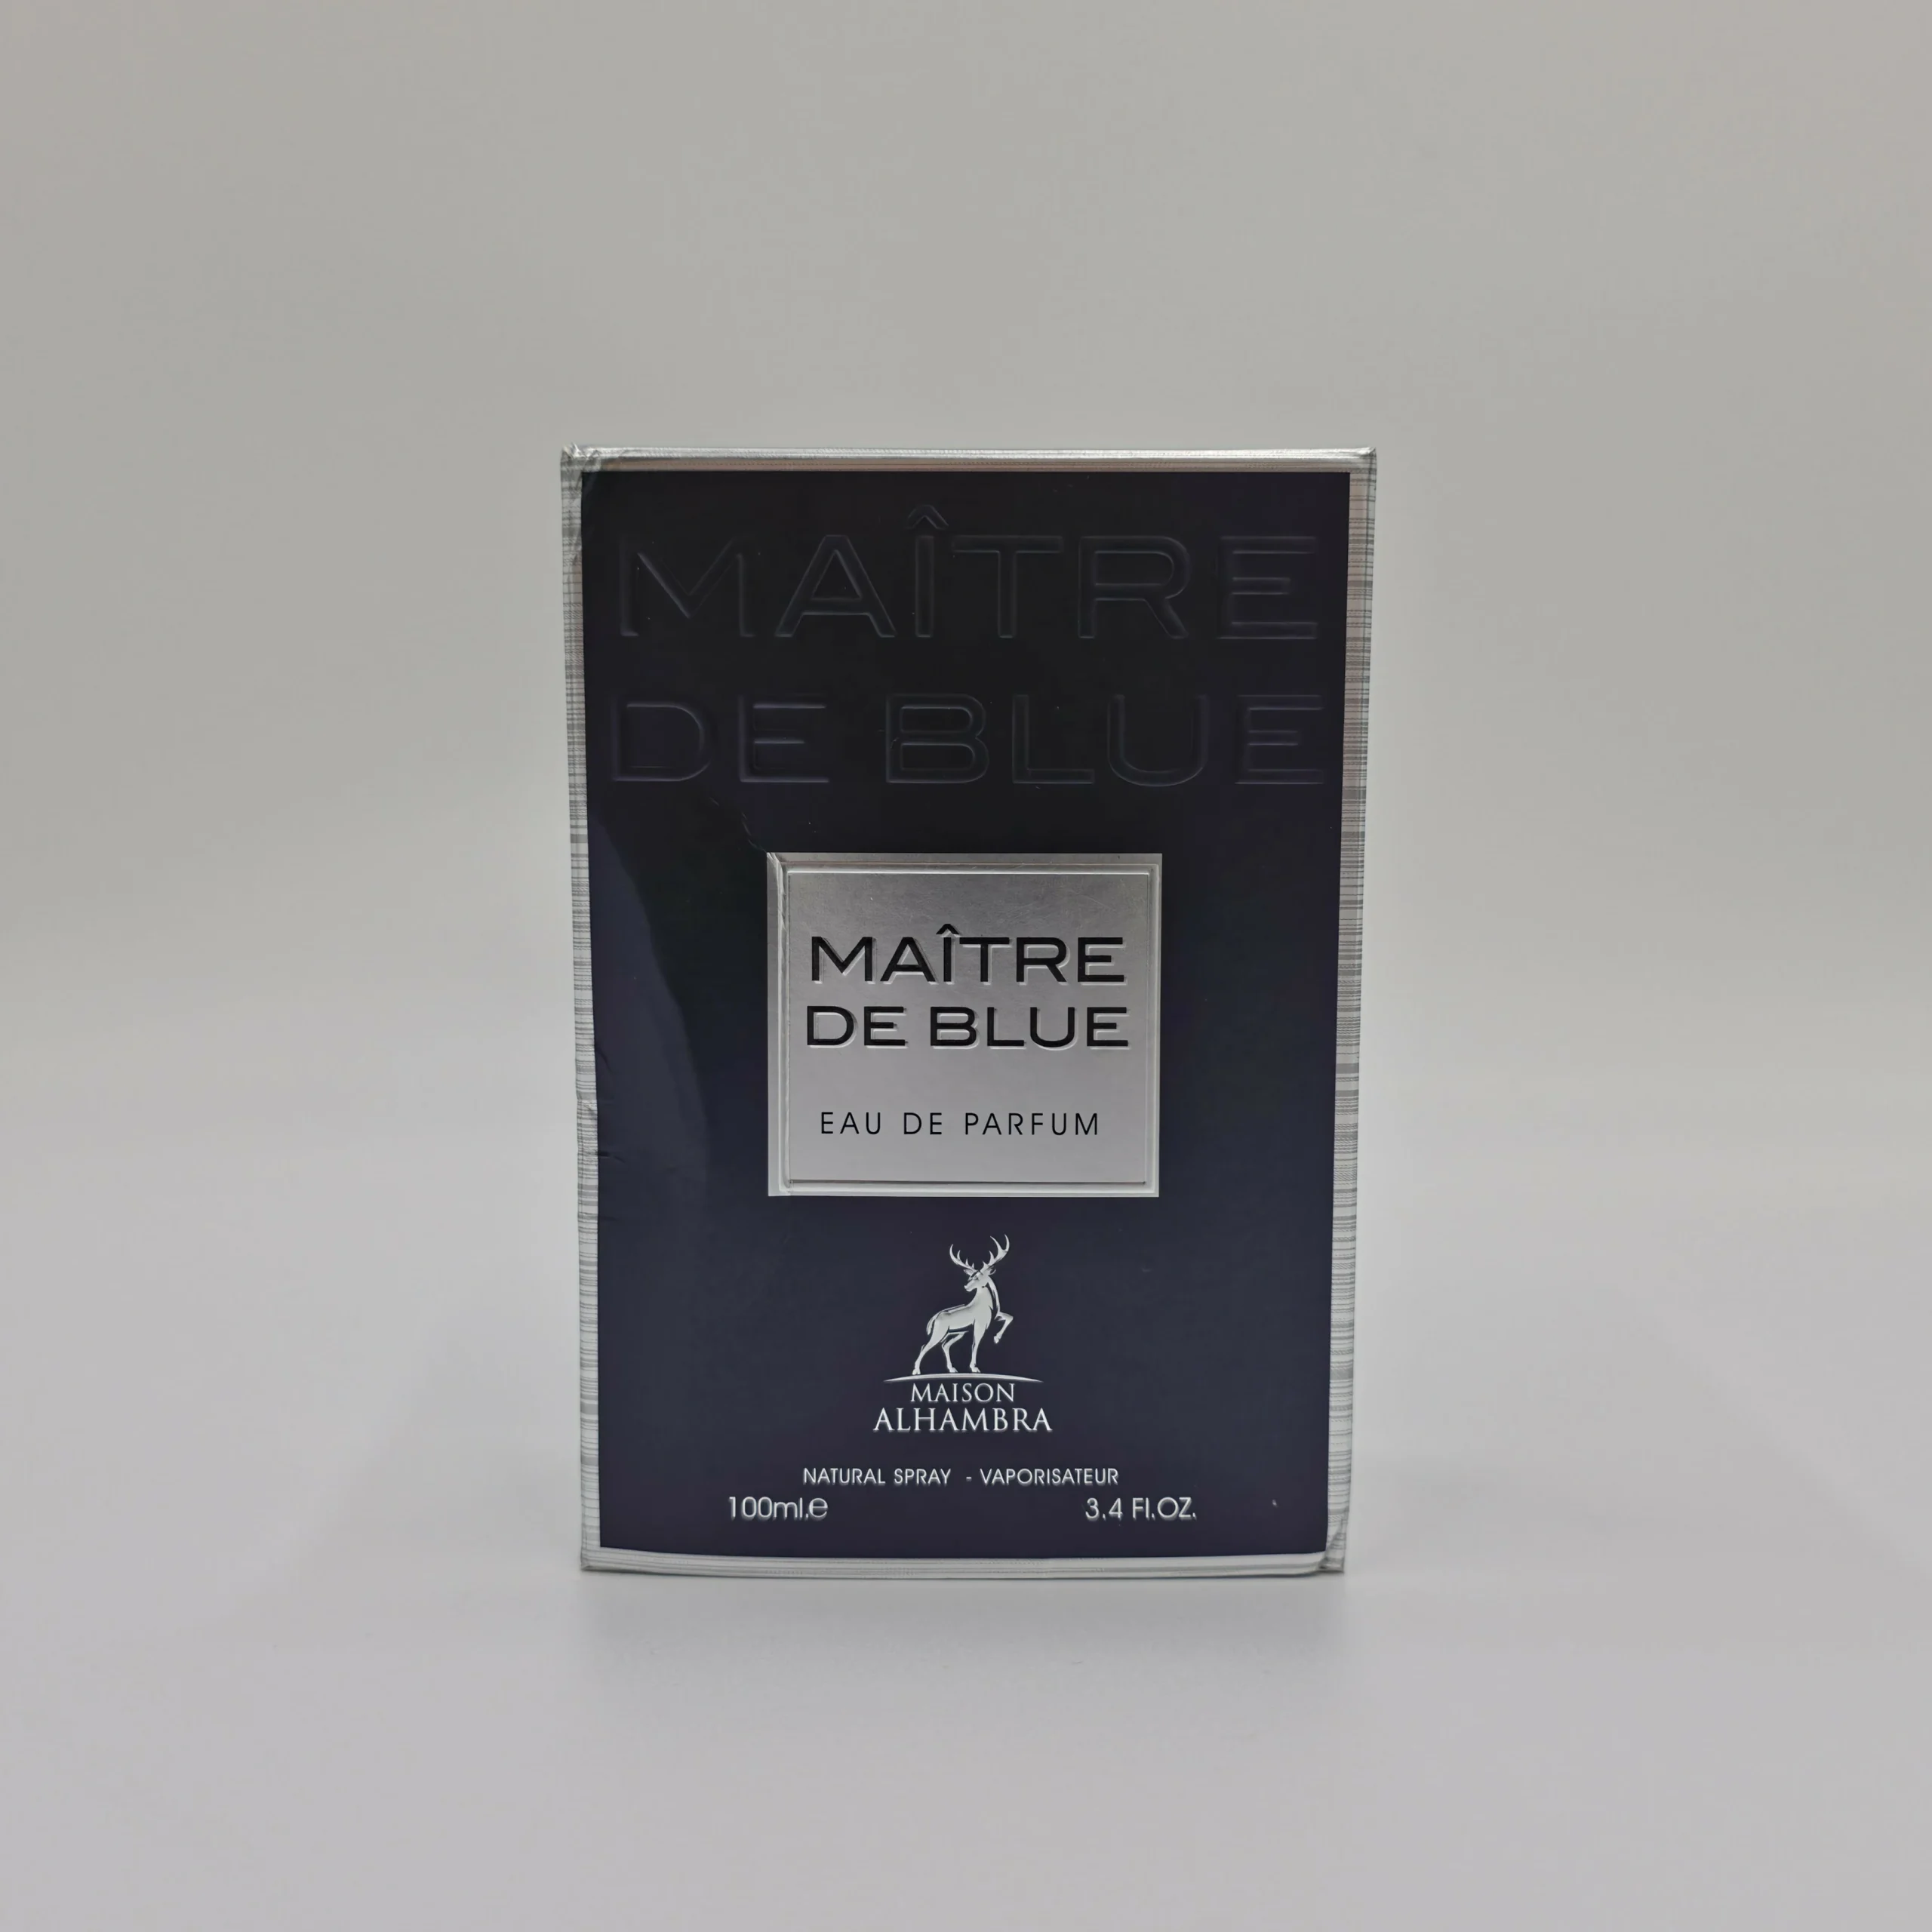 MAÎTRE
DE BLUE
MAÎTRE
DE BLUE
EAU DE PARFUM
MAISON
ALHAMBRA
NATURAL SPRAY - VAPORISATEUR
100ml.e 3.4 Fl.OZ.